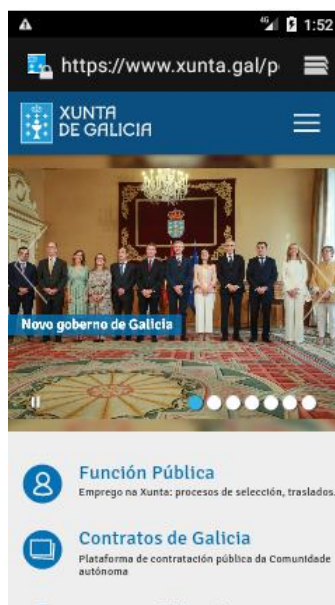 4G 1:52
https://www.xunta.gal/p
XUNTA
DE GALICIA
Novo goberno de Galicia
Función Pública
Emprego na Xunta: procesos de selección, traslados.
Contratos de Galicia
Plataforma de contratación pública da Comunidade
autónoma